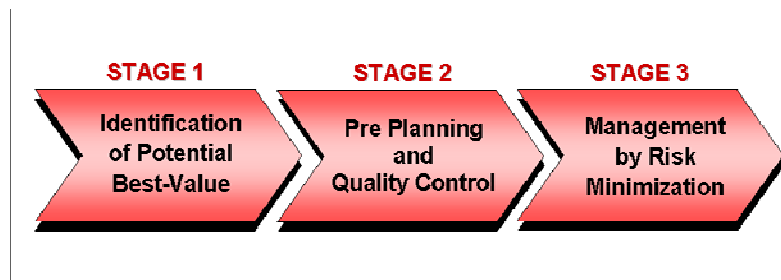 STAGE 1
Identification
of Potential
Best-Value
STAGE 2
Pre Planning
and
Quality Control
STAGE 3
Management
by Risk
Minimization